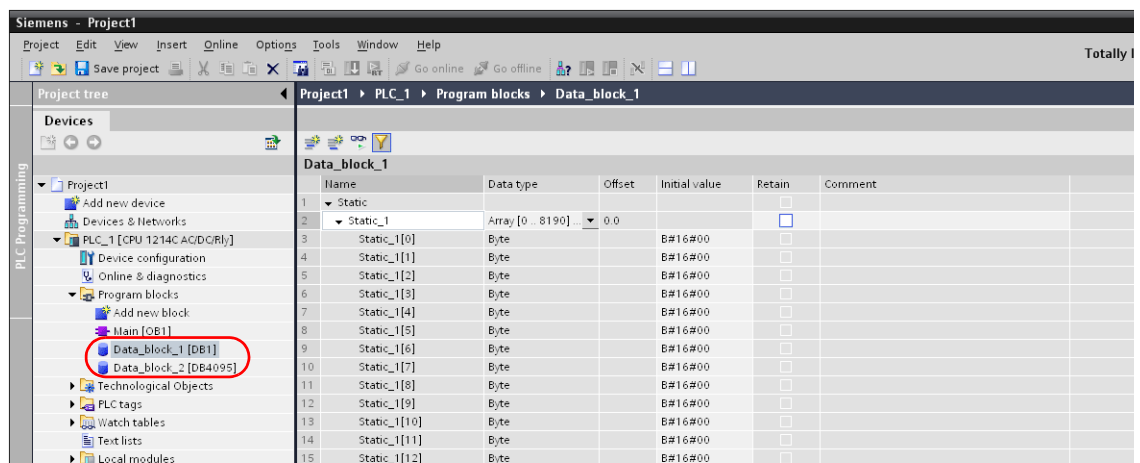 Siemens - Project1
Project Edit View Insert Online Options Tools Window Help
Save project Go online Go offline
Totally
Project tree
Project1 PLC_1 Program blocks Data_block_1
Devices
PLC Programming
Data_block_1
Project1
Add new device
Devices & Networks
PLC_1 [CPU 1214C AC/DC/Rly]
Device configuration
Online & diagnostics
Program blocks
Add new block
Main [OB1]
Data_block_1 [DB1]
Data_block_2 [DB4095]
Technological Objects
PLC tags
Watch tables
Text lists
Local modules
Name Data type Offset Initial value Retain Comment
1 Static
2 Static_1 Array [0 .. 8190] ... 0.0
3 Static_1[0] Byte B#16#00
4 Static_1[1] Byte B#16#00
5 Static_1[2] Byte B#16#00
6 Static_1[3] Byte B#16#00
7 Static_1[4] Byte B#16#00
8 Static_1[5] Byte B#16#00
9 Static_1[6] Byte B#16#00
10 Static_1[7] Byte B#16#00
11 Static_1[8] Byte B#16#00
12 Static_1[9] Byte B#16#00
13 Static_1[10] Byte B#16#00
14 Static_1[11] Byte B#16#00
15 Static_1[12] Byte B#16#00